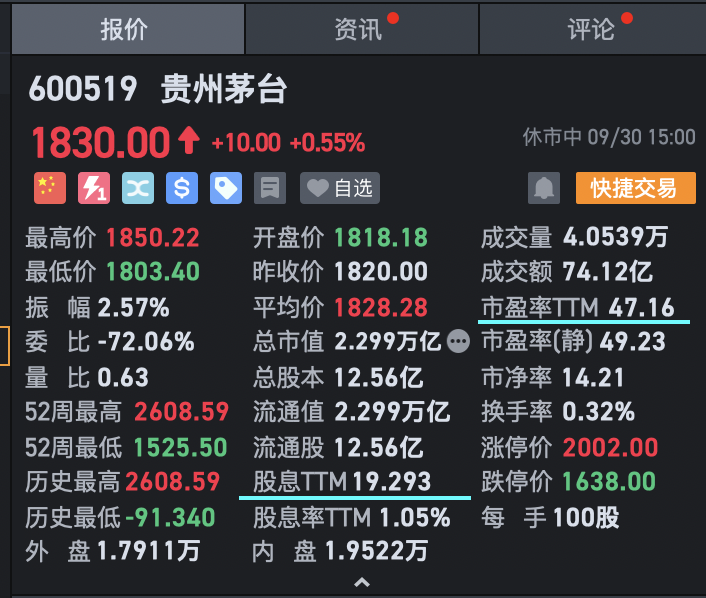 报价 资讯 评论
600519 贵州茅台
1830.00 +10.00 +0.55% 休市中 09/30 15:00
1 $ 自选 快捷交易
最高价 1850.22 开盘价 1818.18 成交量 4.0539万
最低价 1803.40 昨收价 1820.00 成交额 74.12亿
振 幅 2.57% 平均价 1828.28 市盈率TTM 47.16
委 比 -72.06% 总市值 2.299万亿 市盈率(静) 49.23
量 比 0.63 总股本 12.56亿 市净率 14.21
52周最高 2608.59 流通值 2.299万亿 换手率 0.32%
52周最低 1525.50 流通股 12.56亿 涨停价 2002.00
历史最高 2608.59 股息TTM 19.293 跌停价 1638.00
历史最低 -91.340 股息率TTM 1.05% 每 手 100股
外 盘 1.7911万 内 盘 1.9522万